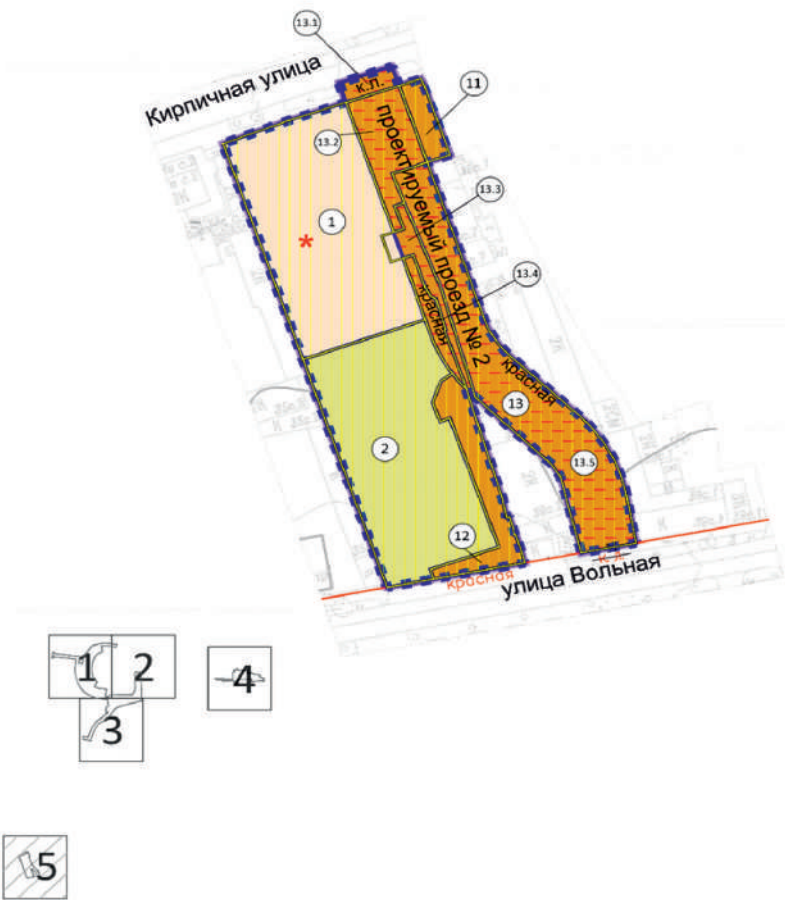 13.1
Кирпичная улица
к.л.
11
13.2
проектируемый проезд № 2
13.3
1
*
13.4
красная
красная
13
2
13.5
12
красная
к.л.
улица Вольная
1
2
3
4
5